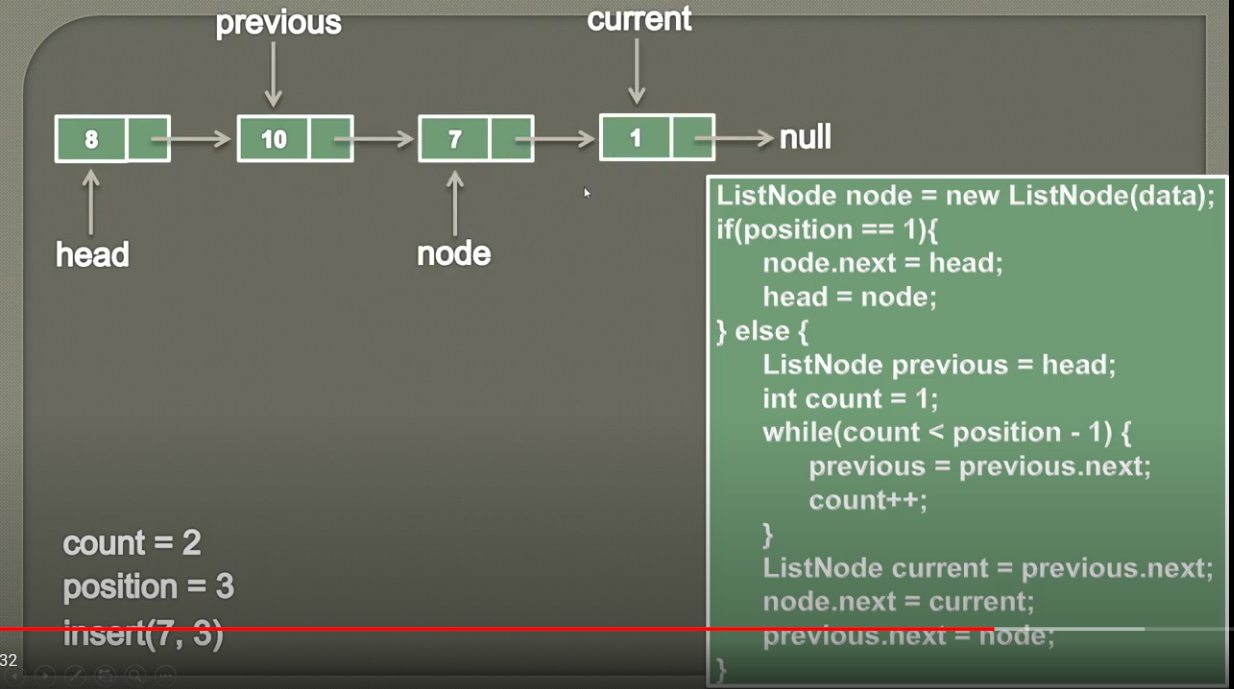 previous
current
8
10
7
1
null
head
node
ListNode node = new ListNode(data);
if(position == 1){
node.next = head;
head = node;
} else {
ListNode previous = head;
int count = 1;
while(count < position - 1) {
previous = previous.next;
count++;
}
ListNode current = previous.next;
node.next = current;
previous.next = node;
}
count = 2
position = 3
insert(7, 3)
32